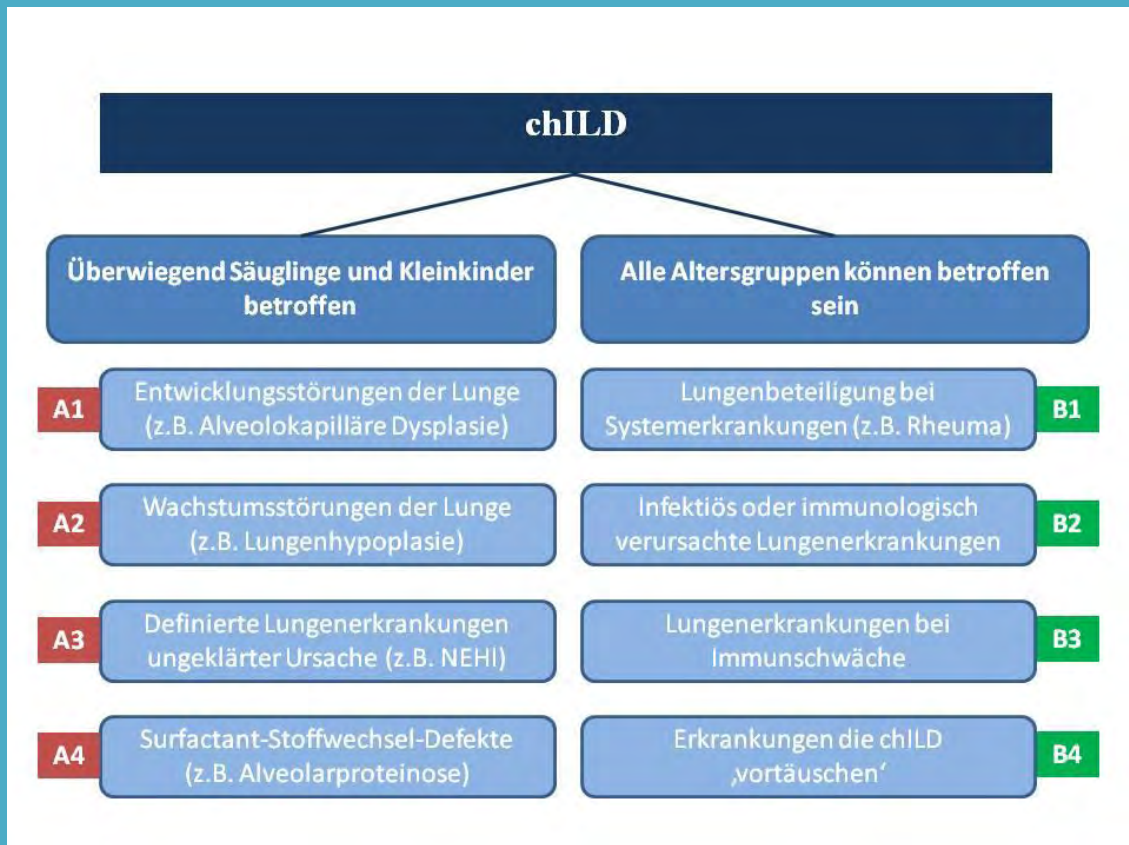 chILD
Überwiegend Säuglinge und Kleinkinder
betroffen
Alle Altersgruppen können betroffen
sein
A1
Entwicklungsstörungen der Lunge
(z.B. Alveolokapilläre Dysplasie)
Lungenbeteiligung bei
Systemerkrankungen (z.B. Rheuma)
B1
A2
Wachstumsstörungen der Lunge
(z.B. Lungenhypoplasie)
Infektiös oder immunologisch
verursachte Lungenerkrankungen
B2
A3
Definierte Lungenerkrankungen
ungeklärter Ursache (z.B. NEHI)
Lungenerkrankungen bei
Immunschwäche
B3
A4
Surfactant-Stoffwechsel-Defekte
(z.B. Alveolarproteinose)
Erkrankungen die chILD
‚vortäuschen‘
B4